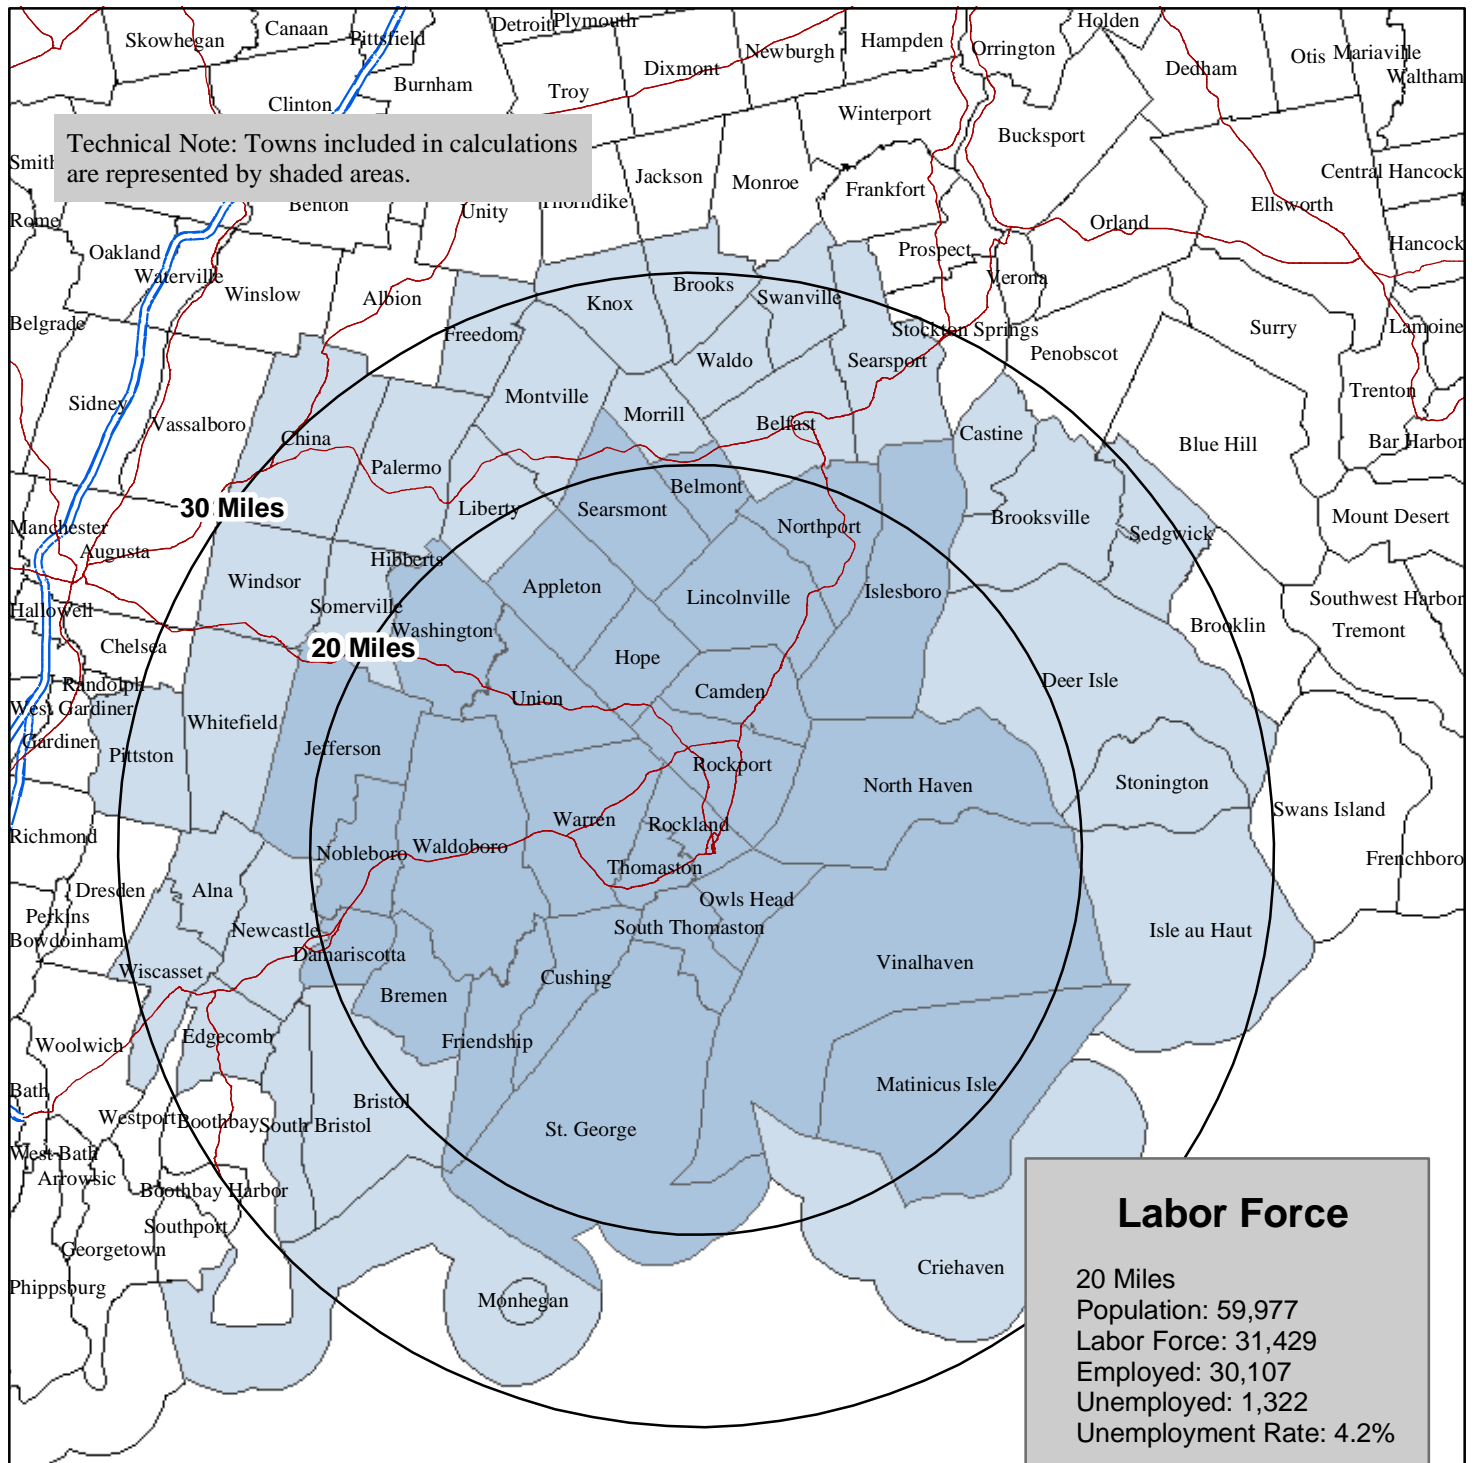 Skowhegan
Canaan
Pittsfield
Detroit
Plymouth
Newburgh
Hampden
Orrington
Holden
Dedham
Otis
Mariaville
Waltham
Dixmont
Burnham
Troy
Clinton
Winterport
Bucksport
Technical Note: Towns included in calculations
are represented by shaded areas.
Smith
Jackson
Monroe
Frankfort
Central Hancock
Ellsworth
Rome
Benton
Unity
Thorndike
Orland
Hancock
Oakland
Waterville
Winslow
Albion
Prospect
Verona
Knox
Brooks
Swanville
Belgrade
Freedom
Stockton Springs
Surry
Lamoine
Waldo
Searsport
Penobscot
Sidney
Vassalboro
Montville
Morrill
Belfast
Trenton
China
Palermo
Castine
Blue Hill
Bar Harbor
30 Miles
Liberty
Searsmont
Belmont
Northport
Brooksville
Sedgwick
Mount Desert
Manchester
Augusta
Hibberts
Windsor
Appleton
Lincolnville
Islesboro
Hallowell
Somerville
Washington
Southwest Harbor
Tremont
Brooklin
Chelsea
20 Miles
Hope
Randolph
Union
Camden
Deer Isle
West Gardiner
Whitefield
Gardiner
Pittston
Jefferson
Rockport
North Haven
Stonington
Swans Island
Richmond
Warren
Rockland
Nobleboro
Waldoboro
Thomaston
Frenchboro
Dresden
Alna
Owls Head
Perkins
Bowdoinham
Newcastle
South Thomaston
Isle au Haut
Damariscotta
Wiscasset
Cushing
Vinalhaven
Bremen
Woolwich
Edgecomb
Friendship
Bath
Matinicus Isle
Westport
Boothbay
South Bristol
Bristol
St. George
West Bath
Arrowsic
Boothbay Harbor
Southport
Georgetown
Phippsburg
Monhegan
Criehaven
Labor Force
20 Miles
Population: 59,977
Labor Force: 31,429
Employed: 30,107
Unemployed: 1,322
Unemployment Rate: 4.2%